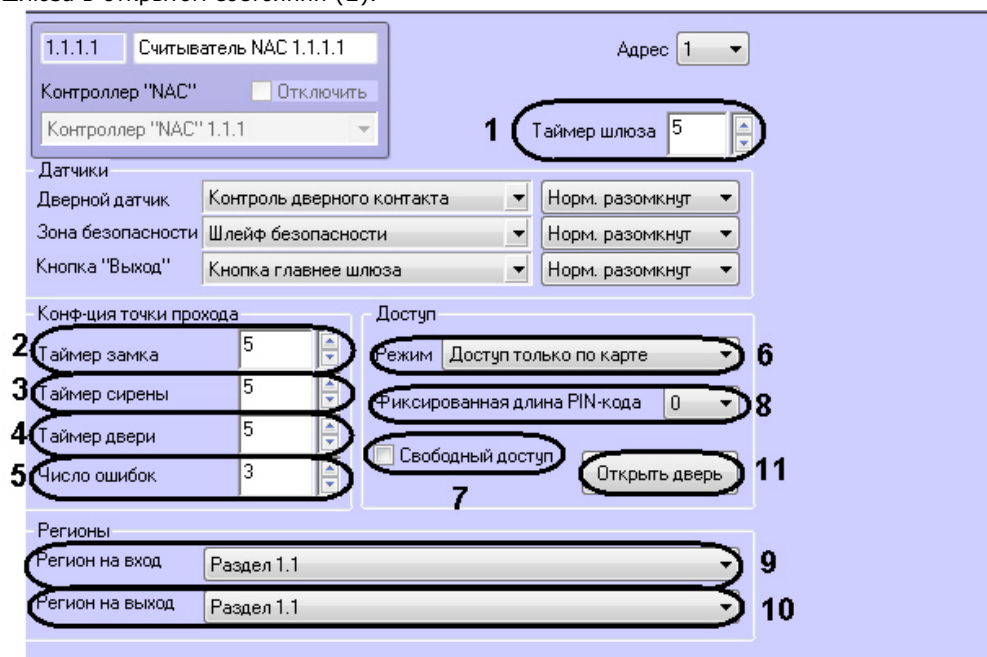 шлюза в открытом состоянии (1).
1.1.1.1 Считыватель NAC 1.1.1.1 Адрес 1
Контроллер "NAC" Отключить
Контроллер "NAC" 1.1.1
1 Таймер шлюза 5
Датчики
Дверной датчик Контроль дверного контакта Норм. разомкнут
Зона безопасности Шлейф безопасности Норм. разомкнут
Кнопка "Выход" Кнопка главнее шлюза Норм. разомкнут
Конф-ция точки прохода Доступ
2 Таймер замка 5 Режим Доступ только по карте 6
3 Таймер сирены 5 Фиксированная длина PIN-кода 0 8
4 Таймер двери 5 Свободный доступ
5 Число ошибок 3 7 Открыть дверь 11
Регионы
Регион на вход Раздел 1.1 9
Регион на выход Раздел 1.1 10